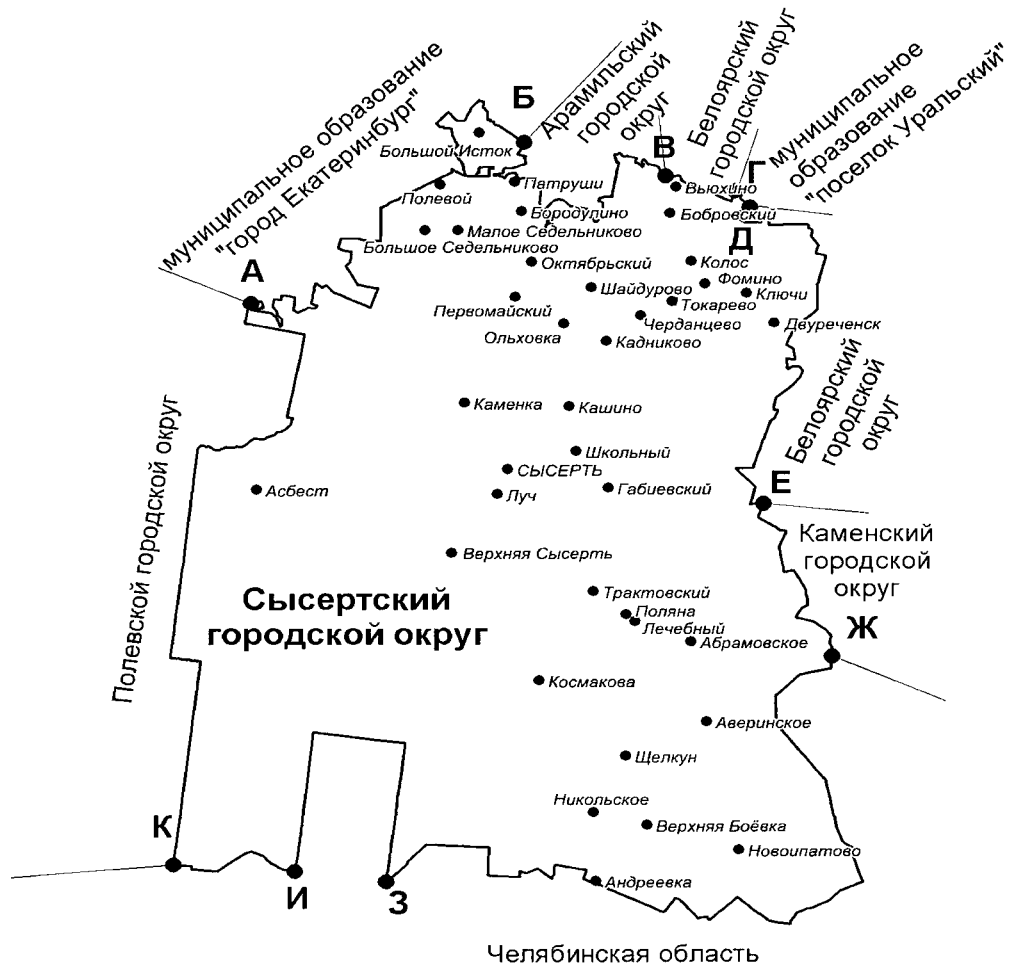 муниципальное образование
"город Екатеринбург"
Арамильский
городской
округ
Белоярский
городской округ
муниципальное
образование
"поселок Уральский"
А
Б
В
Г
Д
Большой Исток
Полевой
Патруши
Вьюхино
Бородулино
Бобровский
Малое Седельниково
Большое Седельниково
Октябрьский
Колос
Фомино
Шайдурово
Ключи
Токарево
Первомайский
Черданцево
Двуреченск
Ольховка
Кадниково
Белоярский
городской
округ
Каменка
Кашино
Школьный
СЫСЕРТЬ
Асбест
Луч
Габиевский
Е
Полевской городской округ
Каменский
городской
округ
Верхняя Сысерть
Сысертский
городской округ
Трактовский
Поляна
Лечебный
Абрамовское
Ж
Космакова
Аверинское
Щелкун
Никольское
Верхняя Боёвка
Новоипатово
Андреевка
К
И
З
Челябинская область